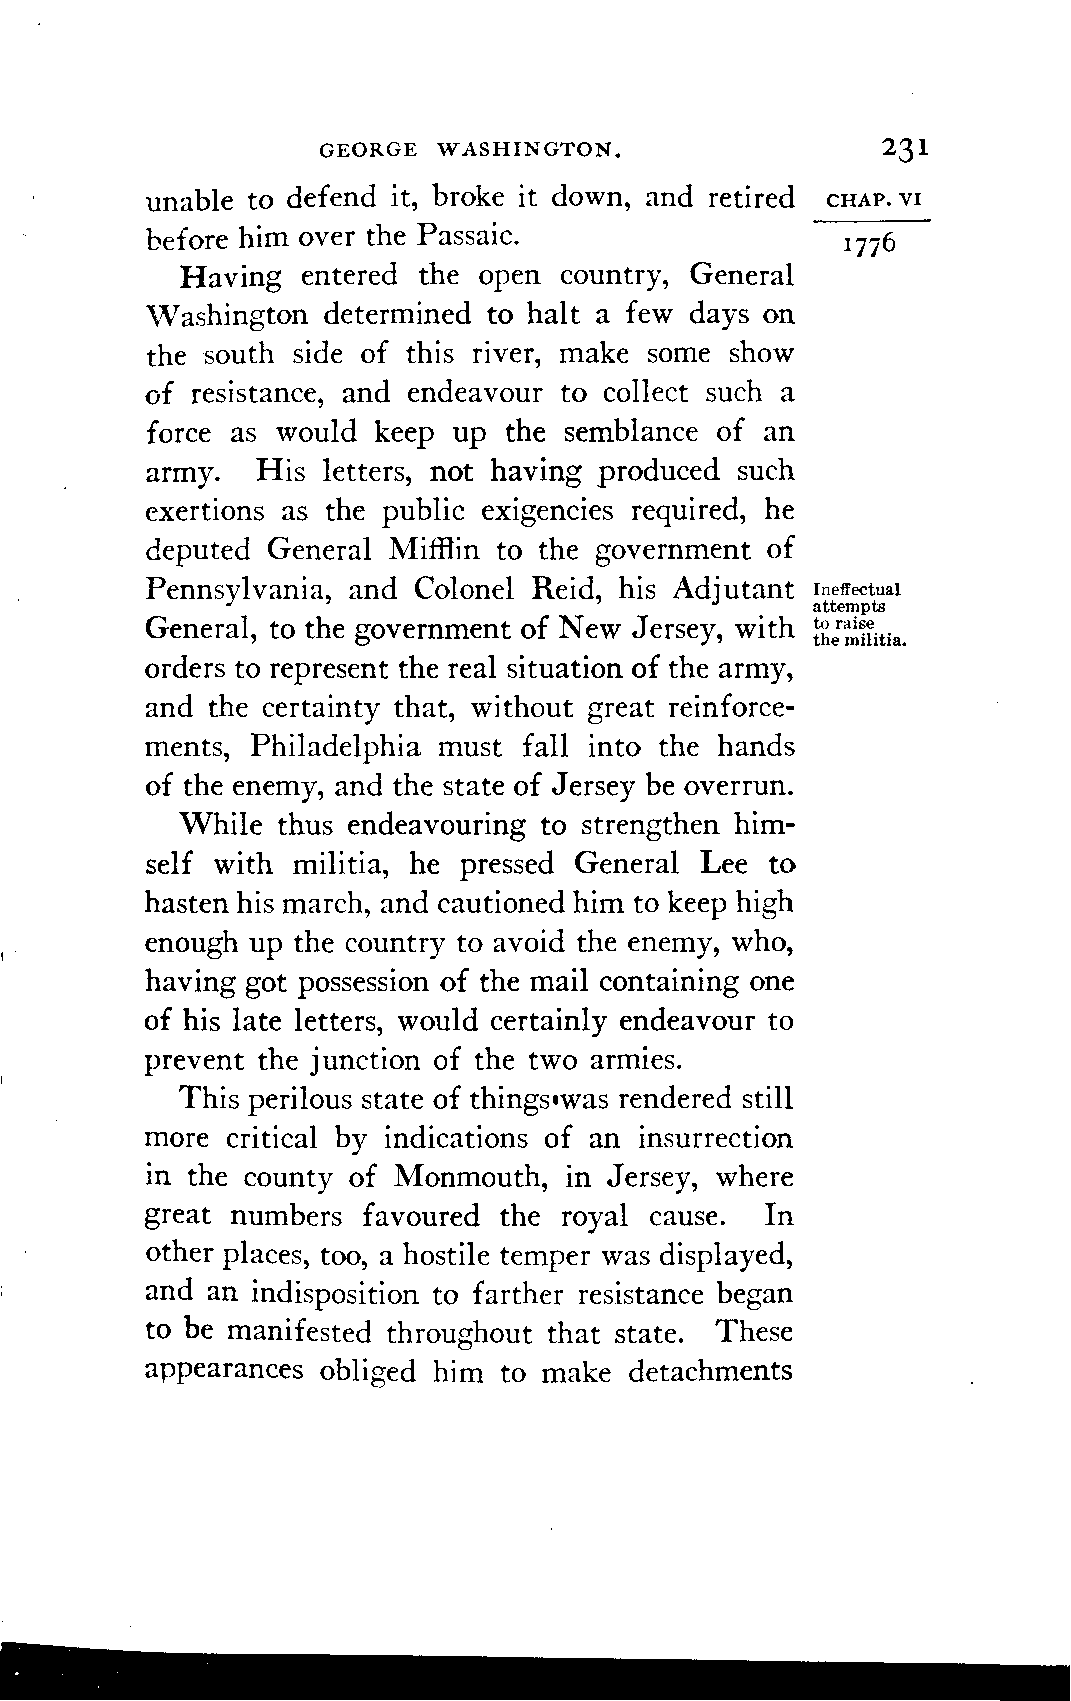 GEORGE WASHINGTON. 231
unable to defend it, broke it down, and retired
before him over the Passaic.
CHAP. VI
1776
Having entered the open country, General
Washington determined to halt a few days on
the south side of this river, make some show
of resistance, and endeavour to collect such a
force as would keep up the semblance of an
army. His letters, not having produced such
exertions as the public exigencies required, he
deputed General Mifflin to the government of
Pennsylvania, and Colonel Reid, his Adjutant
General, to the government of New Jersey, with
Ineffectual
attempts
to raise
the militia.
orders to represent the real situation of the army,
and the certainty that, without great reinforce-
ments, Philadelphia must fall into the hands
of the enemy, and the state of Jersey be overrun.
While thus endeavouring to strengthen him-
self with militia, he pressed General Lee to
hasten his march, and cautioned him to keep high
enough up the country to avoid the enemy, who,
having got possession of the mail containing one
of his late letters, would certainly endeavour to
prevent the junction of the two armies.
This perilous state of things was rendered still
more critical by indications of an insurrection
in the county of Monmouth, in Jersey, where
great numbers favoured the royal cause. In
other places, too, a hostile temper was displayed,
and an indisposition to farther resistance began
to be manifested throughout that state. These
appearances obliged him to make detachments